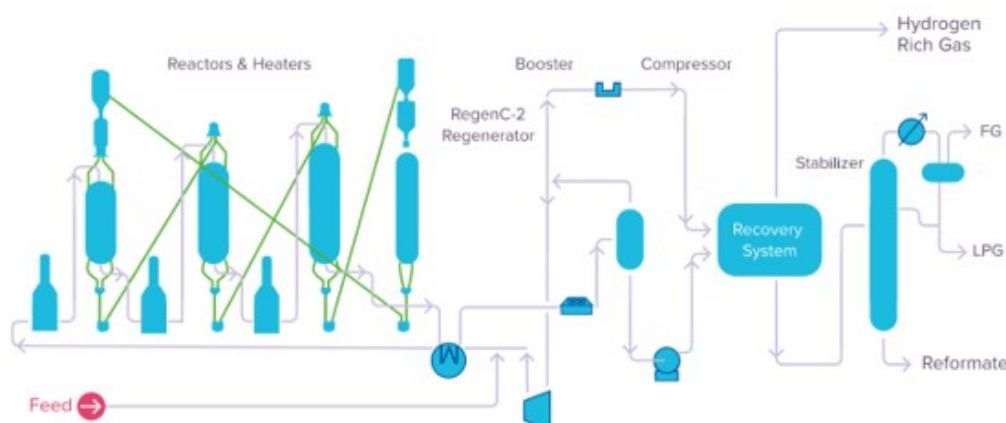 Reactors & Heaters
Booster
Compressor
Hydrogen
Rich Gas
RegenC-2
Regenerator
FG
Stabilizer
Recovery
System
LPG
Reformate
Feed